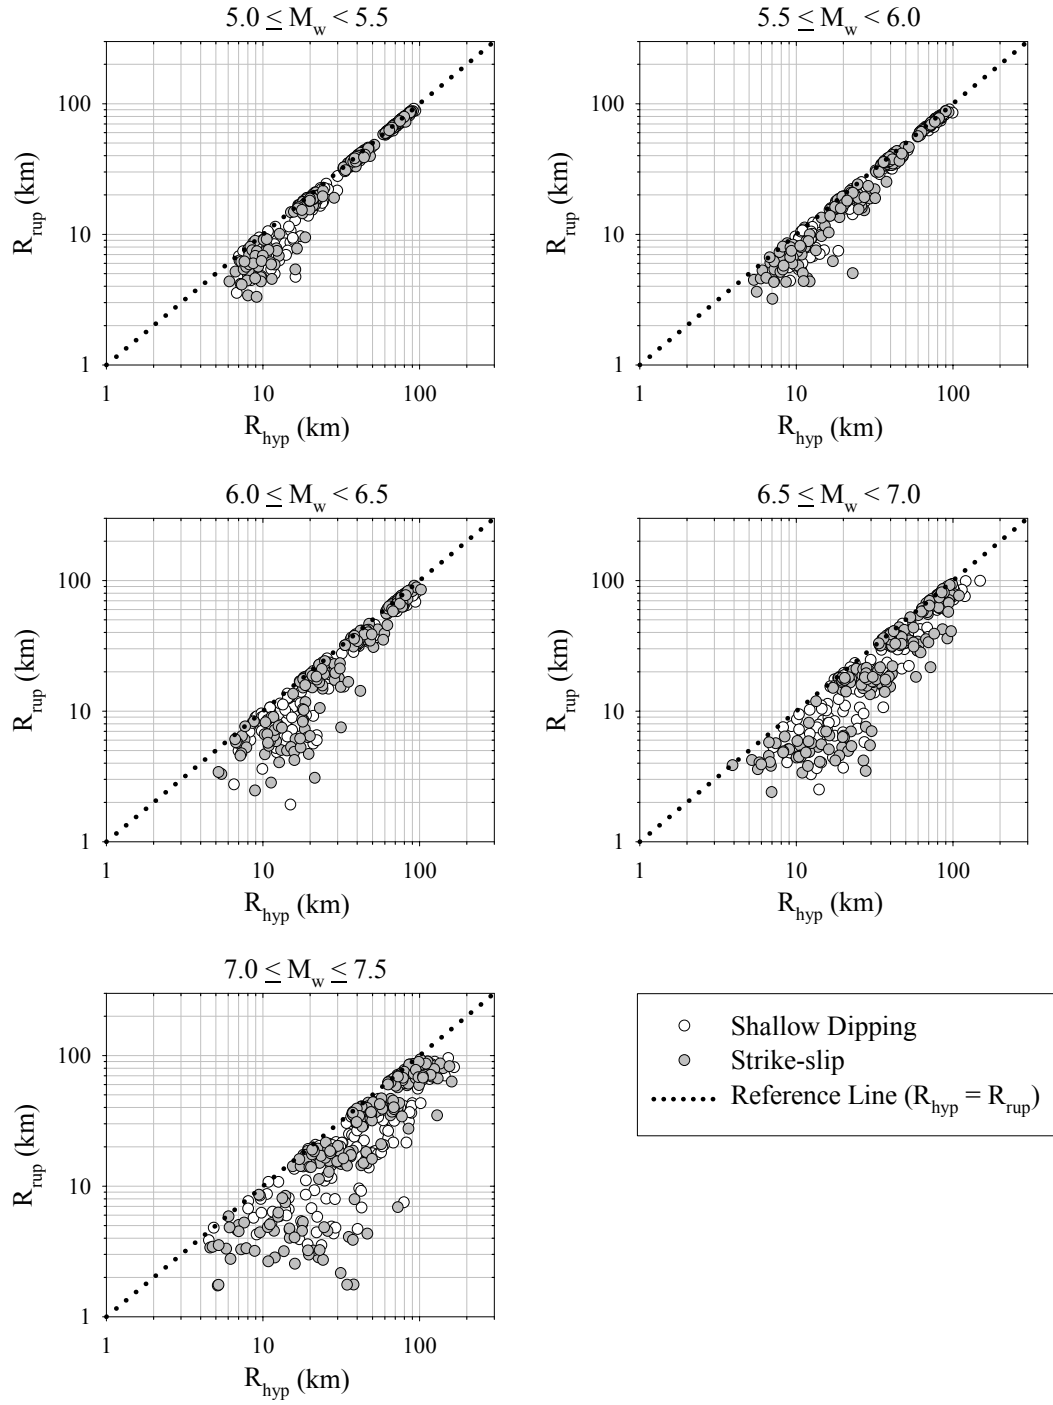 5.0 ≤ Mw < 5.5
5.5 ≤ Mw < 6.0
100
10
1
Rrup (km)
1
10
100
Rhyp (km)
100
10
1
Rrup (km)
1
10
100
Rhyp (km)
6.0 ≤ Mw < 6.5
6.5 ≤ Mw < 7.0
100
10
1
Rrup (km)
1
10
100
Rhyp (km)
100
10
1
Rrup (km)
1
10
100
Rhyp (km)
7.0 ≤ Mw ≤ 7.5
100
10
1
Rrup (km)
1
10
100
Rhyp (km)
Shallow Dipping
Strike-slip
Reference Line (Rhyp = Rrup)